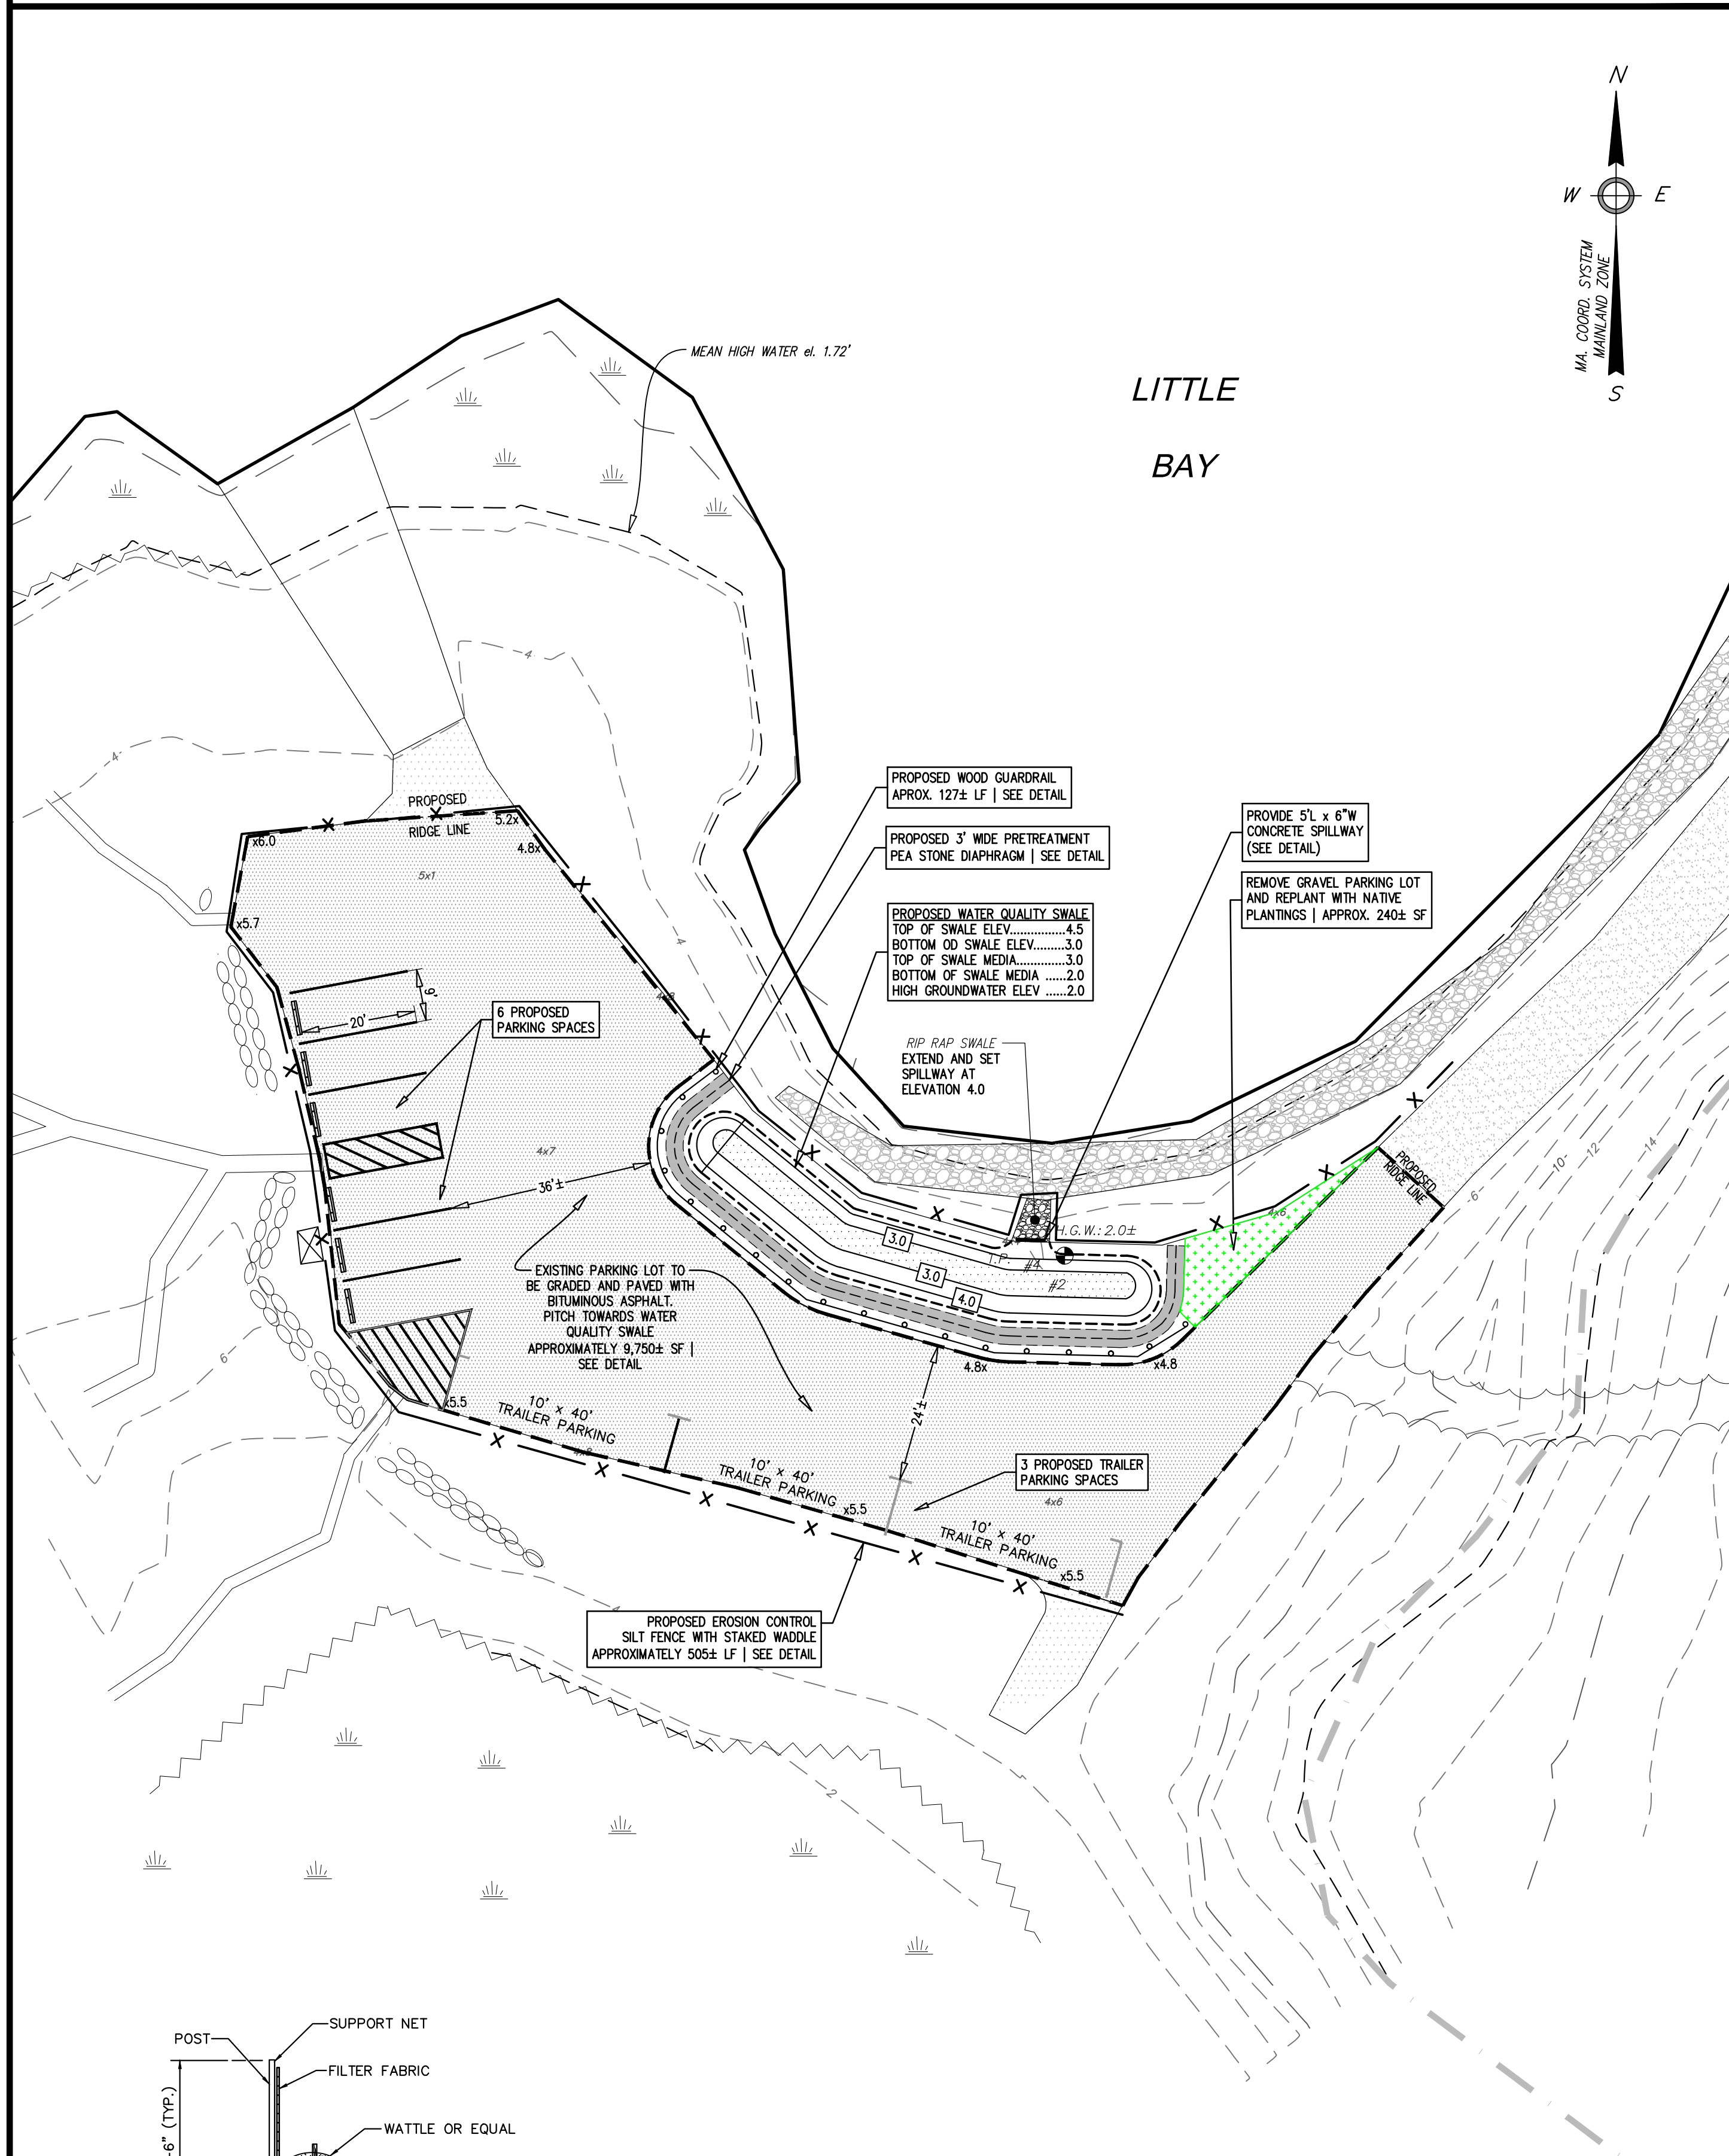 N
W
E
S
MA. COORD. SYSTEM
MAINLAND ZONE
MEAN HIGH WATER el. 1.72'
LITTLE
BAY
4
4
4
PROPOSED
RIDGE LINE
x6.0
5.2x
4.8x
5x1
x5.7
PROPOSED WOOD GUARDRAIL
APROX. 127± LF | SEE DETAIL
PROPOSED 3' WIDE PRETREATMENT
PEA STONE DIAPHRAGM | SEE DETAIL
PROVIDE 5'L x 6"W
CONCRETE SPILLWAY
(SEE DETAIL)
REMOVE GRAVEL PARKING LOT
AND REPLANT WITH NATIVE
PLANTINGS | APPROX. 240± SF
PROPOSED WATER QUALITY SWALE
TOP OF SWALE ELEV...............4.5
BOTTOM OD SWALE ELEV........3.0
TOP OF SWALE MEDIA..............3.0
BOTTOM OF SWALE MEDIA ......2.0
HIGH GROUNDWATER ELEV ......2.0
4x8
9'
20'
6 PROPOSED
PARKING SPACES
RIP RAP SWALE
EXTEND AND SET
SPILLWAY AT
ELEVATION 4.0
4x7
36'±
PROPOSED
RIDGE LINE
10
12
14
6
4x6
H.G.W.: 2.0±
T.P.
#4
#2
3.0
3.0
4.0
EXISTING PARKING LOT TO
BE GRADED AND PAVED WITH
BITUMINOUS ASPHALT.
PITCH TOWARDS WATER
QUALITY SWALE
APPROXIMATELY 9,750± SF |
SEE DETAIL
6
4.8x
x4.8
x5.5
10' x 40'
TRAILER PARKING
4x8
24'±
10' x 40'
TRAILER PARKING
x5.5
3 PROPOSED TRAILER
PARKING SPACES
4x6
10' x 40'
TRAILER PARKING
x5.5
4
PROPOSED EROSION CONTROL
SILT FENCE WITH STAKED WADDLE
APPROXIMATELY 505± LF | SEE DETAIL
2
SUPPORT NET
POST
FILTER FABRIC
-6" (TYP.)
WATTLE OR EQUAL